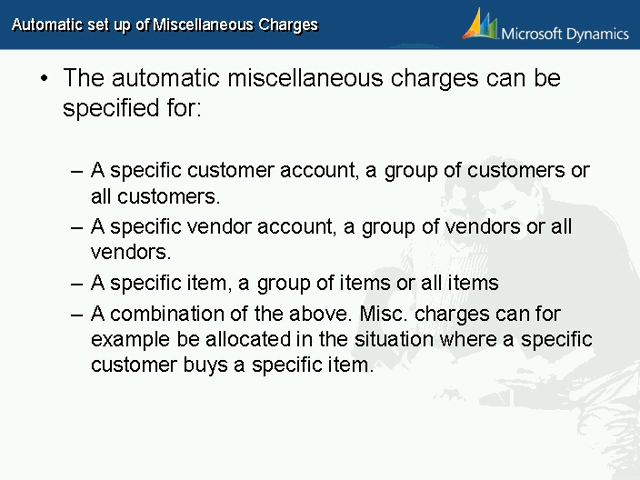 Automatic set up of Miscellaneous Charges
Microsoft Dynamics
• The automatic miscellaneous charges can be
specified for:
– A specific customer account, a group of customers or
all customers.
– A specific vendor account, a group of vendors or all
vendors.
– A specific item, a group of items or all items
– A combination of the above. Misc. charges can for
example be allocated in the situation where a specific
customer buys a specific item.